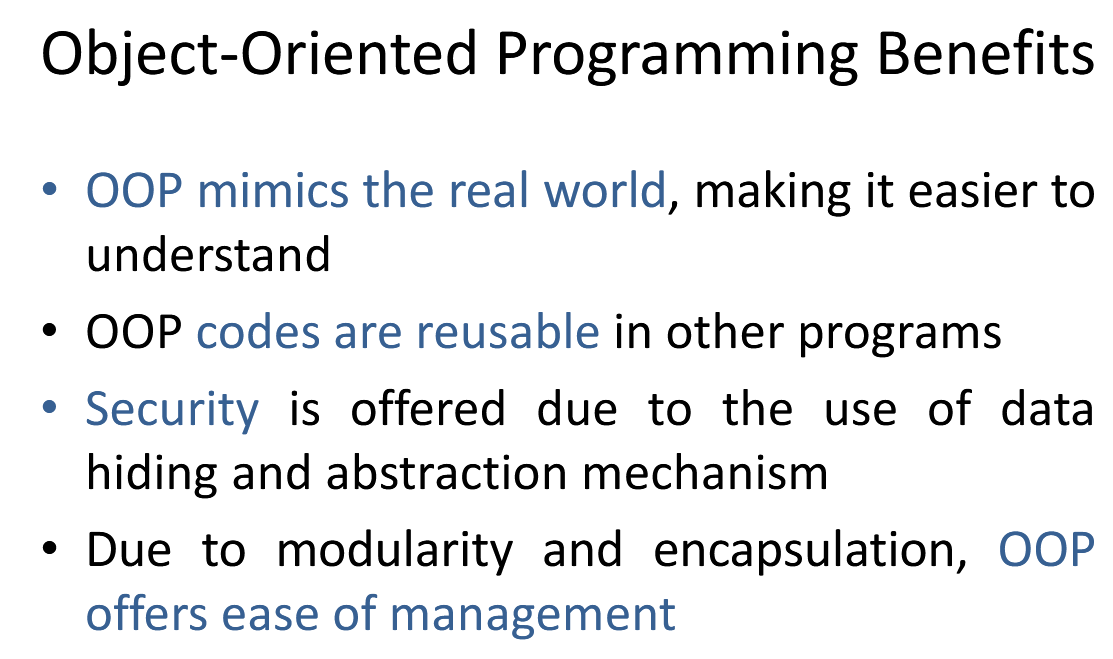 Object-Oriented Programming Benefits
• OOP mimics the real world, making it easier to
understand
• OOP codes are reusable in other programs
• Security is offered due to the use of data
hiding and abstraction mechanism
• Due to modularity and encapsulation, OOP
offers ease of management